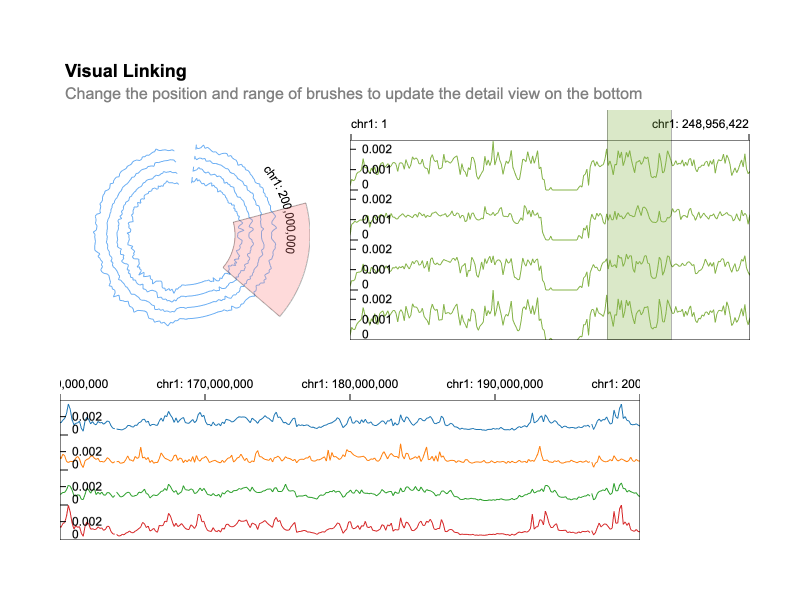 Visual Linking
Change the position and range of brushes to update the detail view on the bottom
chr1: 200,000,000
chr1: 1
chr1: 248,956,422
0.002
0.001
0
0.002
0.001
0
0.002
0.001
0
0.002
0.001
0
),000,000
chr1: 170,000,000
chr1: 180,000,000
chr1: 190,000,000
chr1: 200
0.002
0
0.002
0
0.002
0
0.002
0